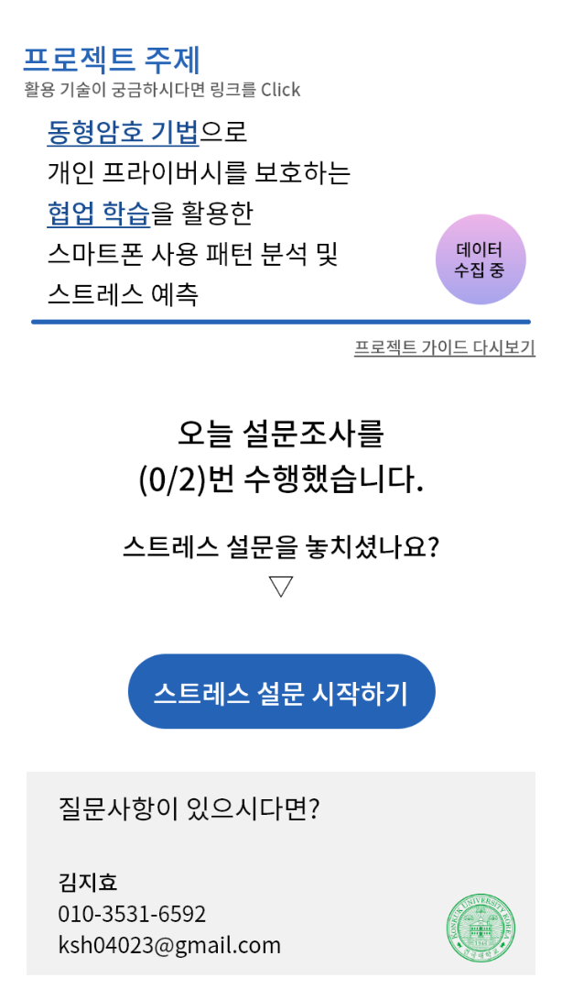 프로젝트 주제
활용 기술이 궁금하시다면 링크를 Click
동형암호 기법으로
개인 프라이버시를 보호하는
협업 학습을 활용한
스마트폰 사용 패턴 분석 및
스트레스 예측
데이터
수집 중
프로젝트 가이드 다시보기
오늘 설문조사를
(0/2)번 수행했습니다.
스트레스 설문을 놓치셨나요?
▽
스트레스 설문 시작하기
질문사항이 있으시다면?
김지효
010-3531-6592
ksh04023@gmail.com
KONKUK UNIVERSITY KOREA
1946
건국대학교